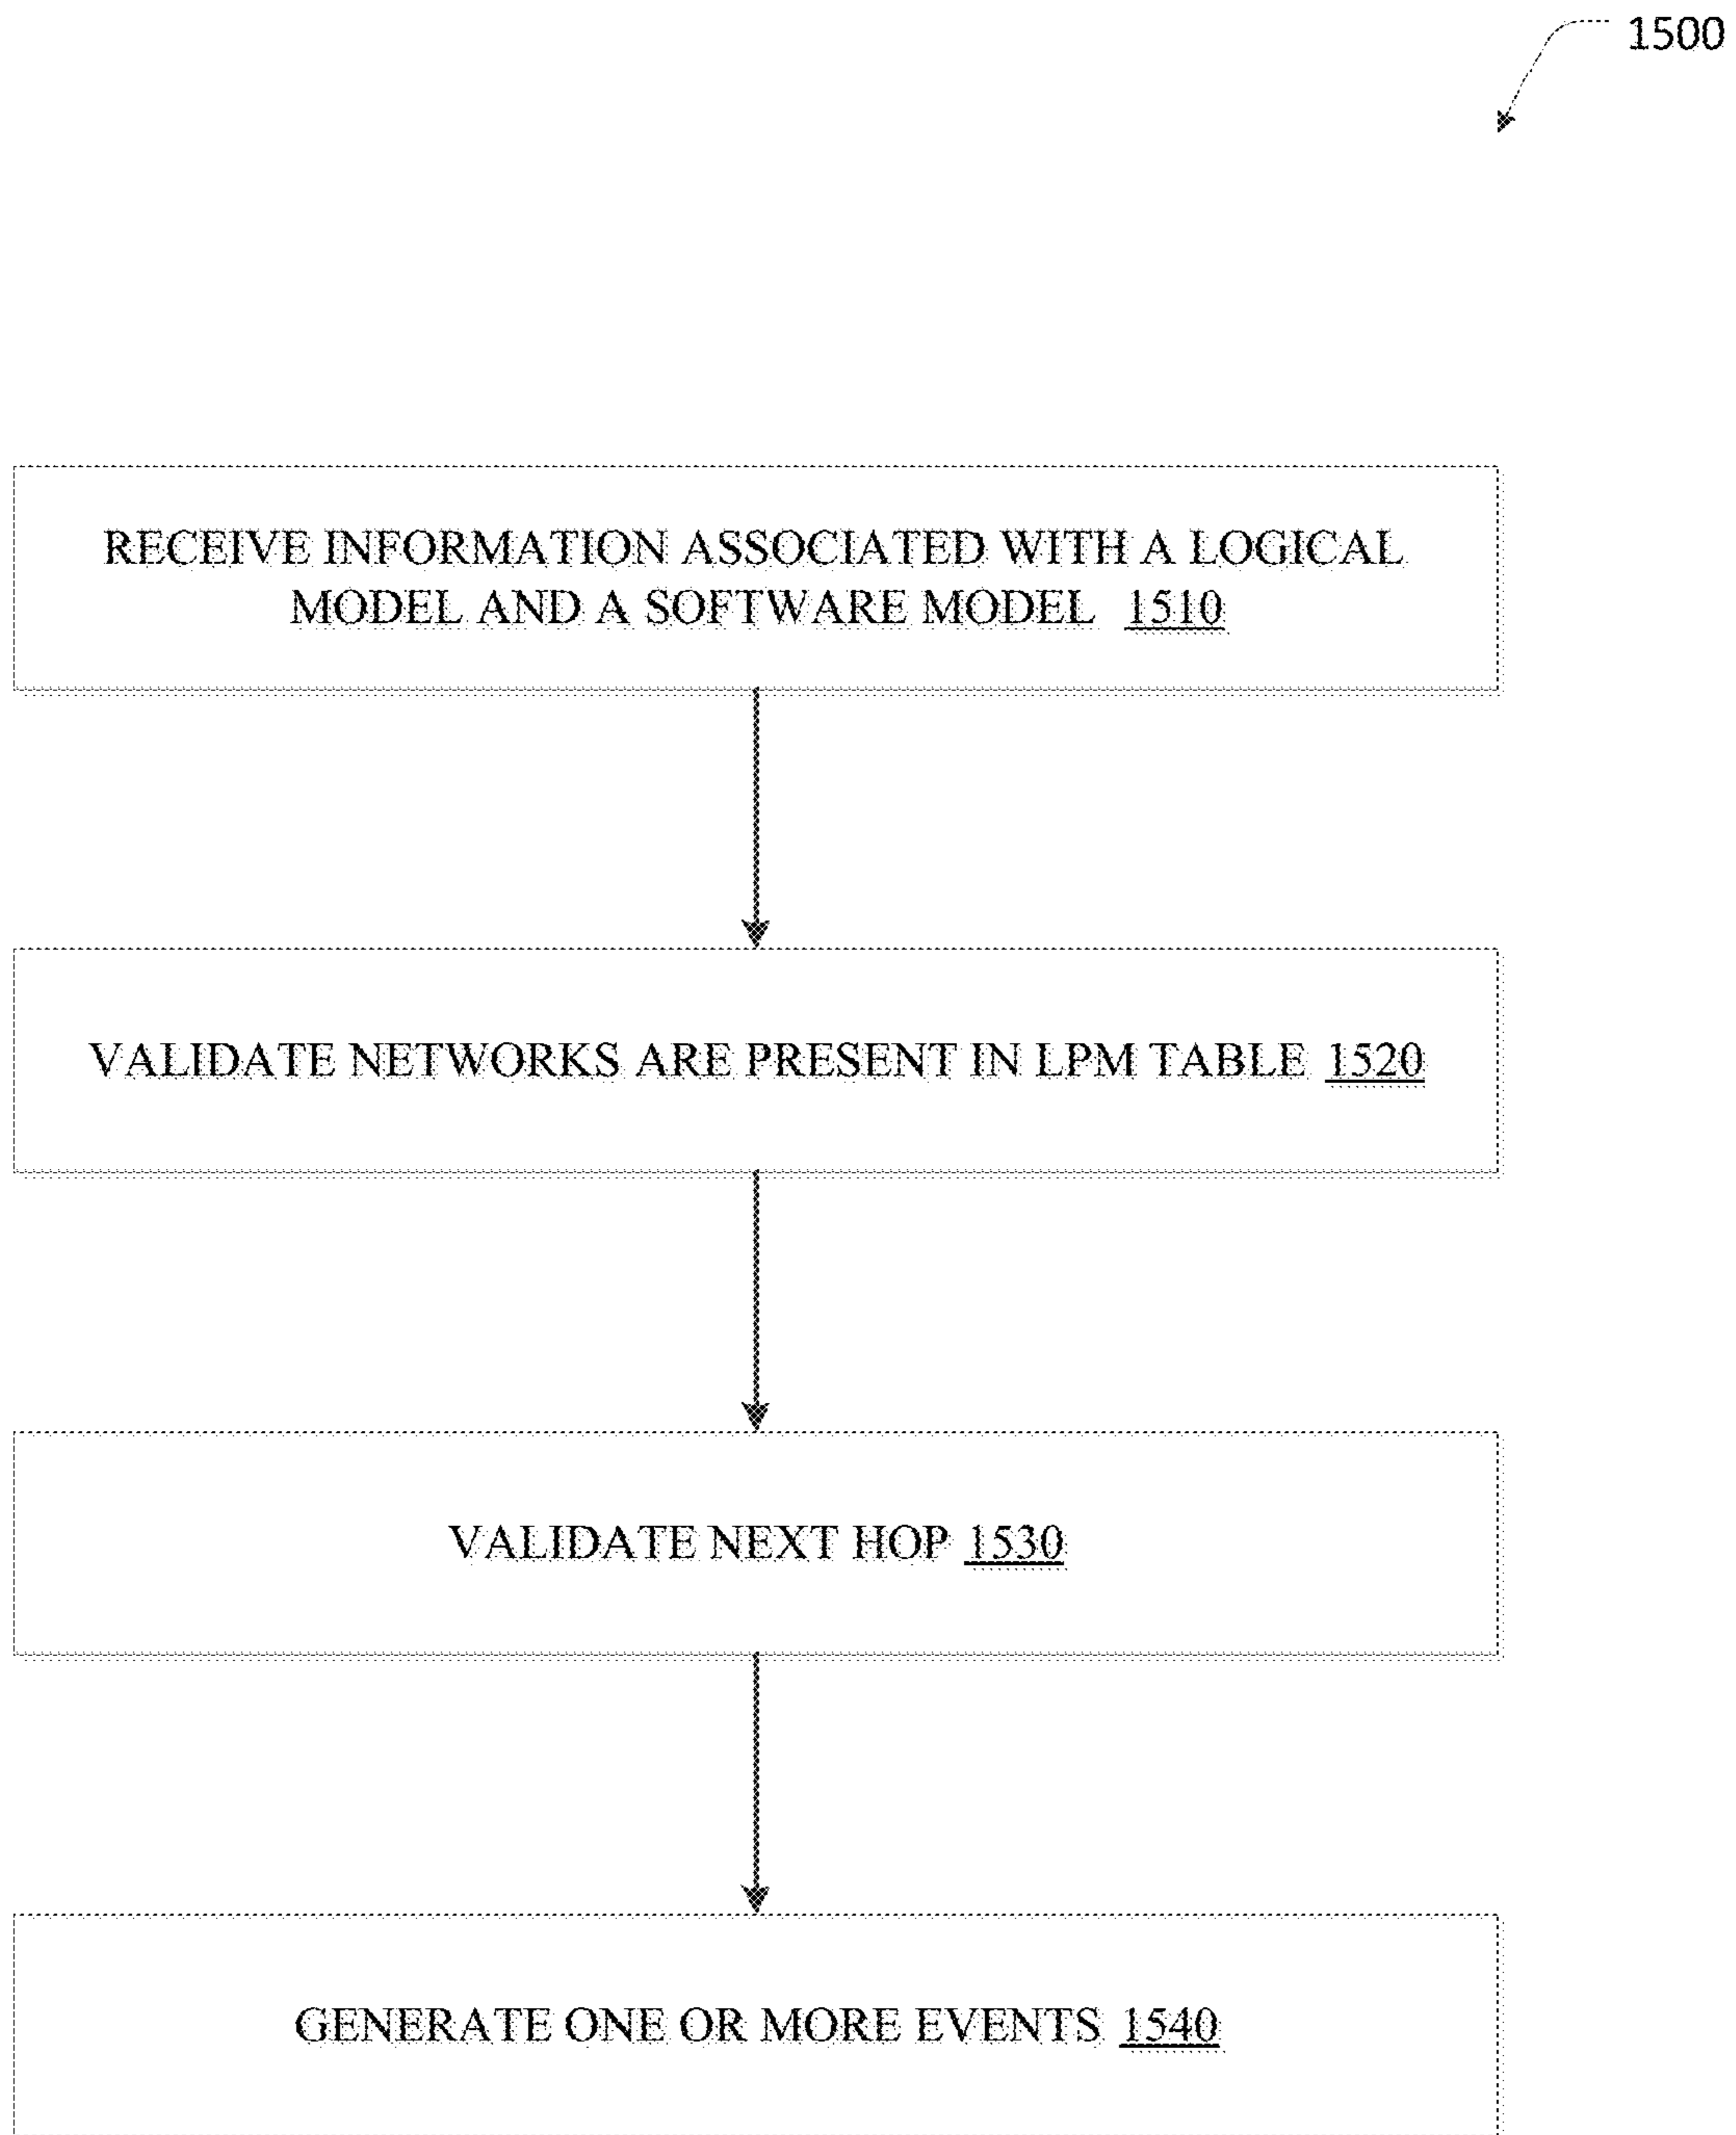 1500
RECEIVE INFORMATION ASSOCIATED WITH A LOGICAL
MODEL AND A SOFTWARE MODEL 1510
VALIDATE NETWORKS ARE PRESENT IN LPM TABLE 1520
VALIDATE NEXT HOP 1530
GENERATE ONE OR MORE EVENTS 1540